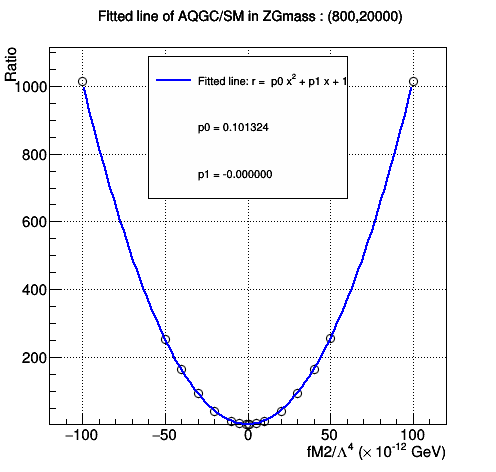 FItted line of AQGC/SM in ZGmass : (800,20000)
Ratio
Fitted line: r = p0 x² + p1 x + 1
p0 = 0.101324
p1 = -0.000000
1000
800
600
400
200
−100 −50 0 50 100
fM2/Λ⁴ (× 10⁻¹² GeV)